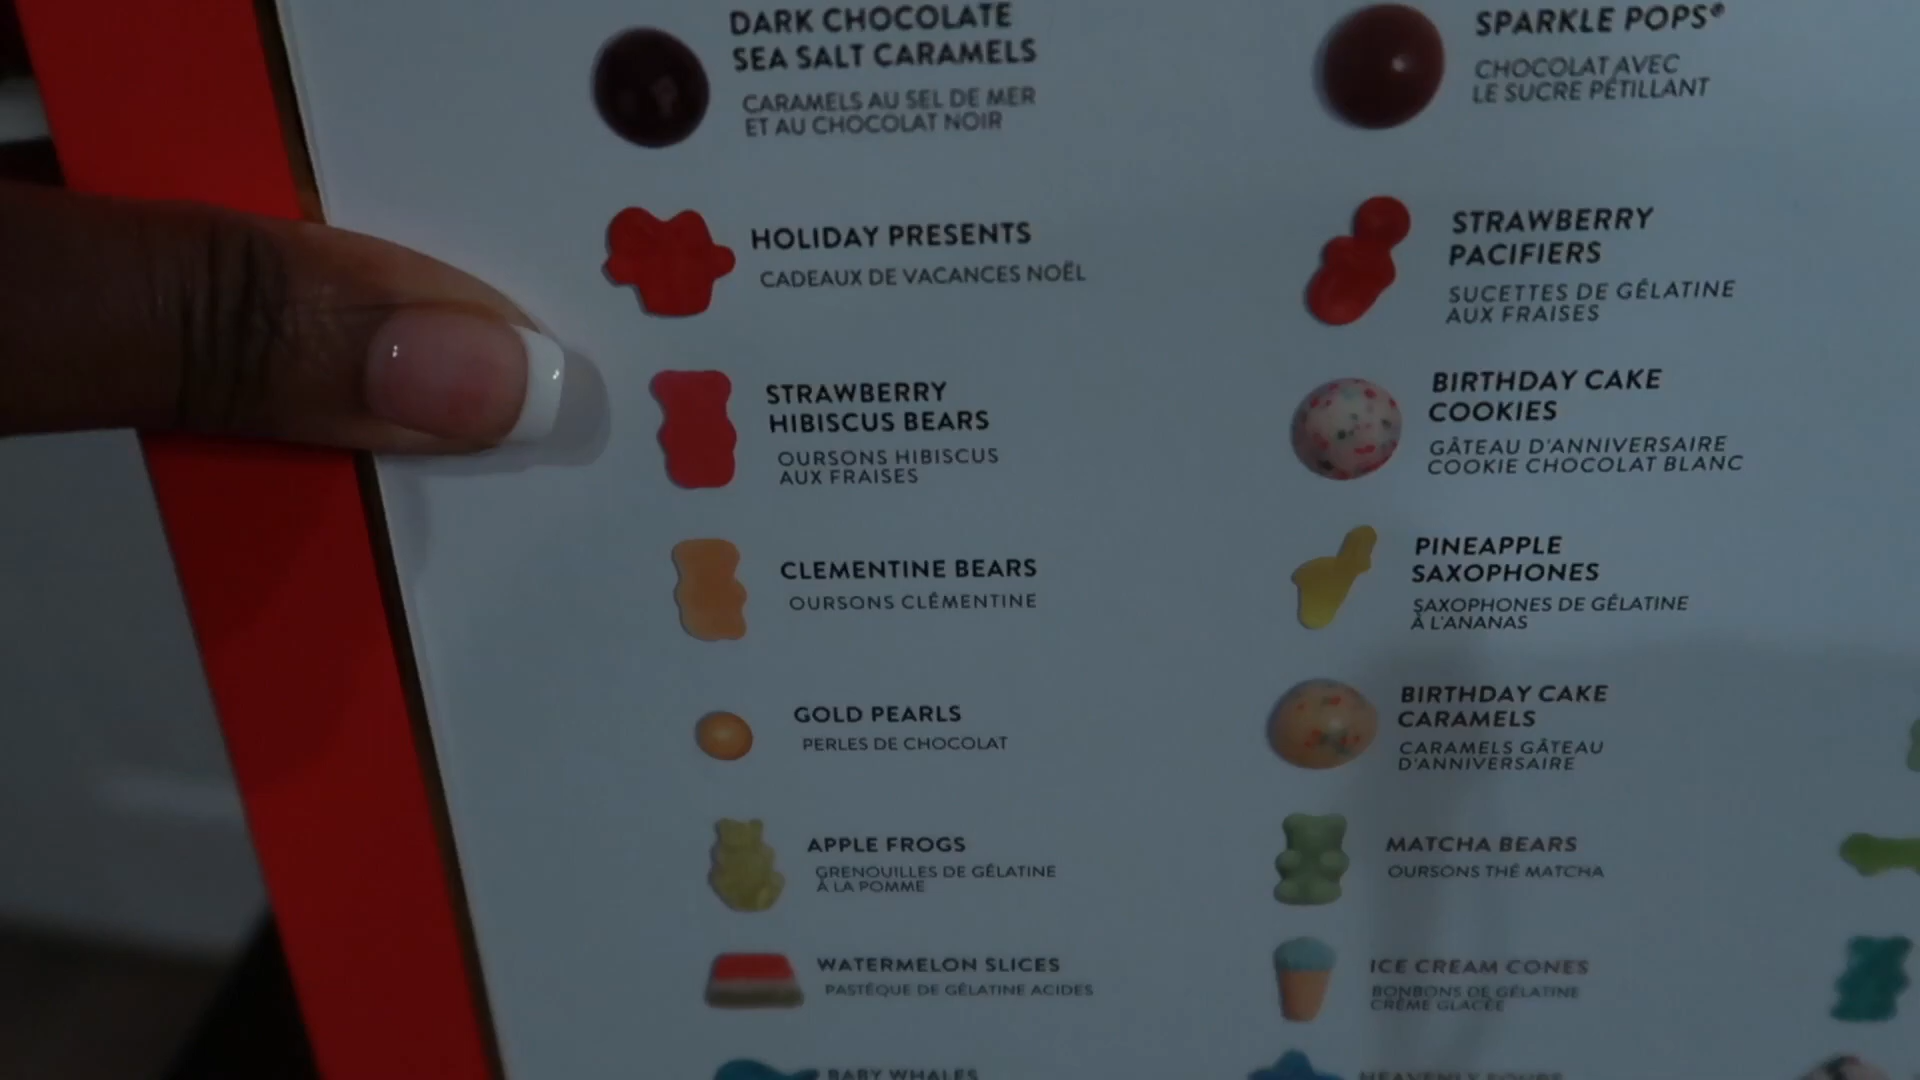 DARK CHOCOLATE
SEA SALT CARAMELS
CARAMELS AU SEL DE MER
ET AU CHOCOLAT NOIR
HOLIDAY PRESENTS
CADEAUX DE VACANCES NOËL
STRAWBERRY
HIBISCUS BEARS
OURSONS HIBISCUS
AUX FRAISES
CLEMENTINE BEARS
OURSONS CLÉMENTINE
GOLD PEARLS
PERLES DE CHOCOLAT
APPLE FROGS
GRENOUILLES DE GÉLATINE
À LA POMME
WATERMELON SLICES
PASTÈQUE DE GÉLATINE ACIDES
BABY WHALES
SPARKLE POPS®
CHOCOLAT AVEC
LE SUCRE PÉTILLANT
STRAWBERRY
PACIFIERS
SUCETTES DE GÉLATINE
AUX FRAISES
BIRTHDAY CAKE
COOKIES
GÂTEAU D'ANNIVERSAIRE
COOKIE CHOCOLAT BLANC
PINEAPPLE
SAXOPHONES
SAXOPHONES DE GÉLATINE
À L'ANANAS
BIRTHDAY CAKE
CARAMELS
CARAMELS GÂTEAU
D'ANNIVERSAIRE
MATCHA BEARS
OURSONS THÉ MATCHA
ICE CREAM CONES
BONBONS DE GÉLATINE
CRÈME GLACÉE
HEAVENLY SOURS